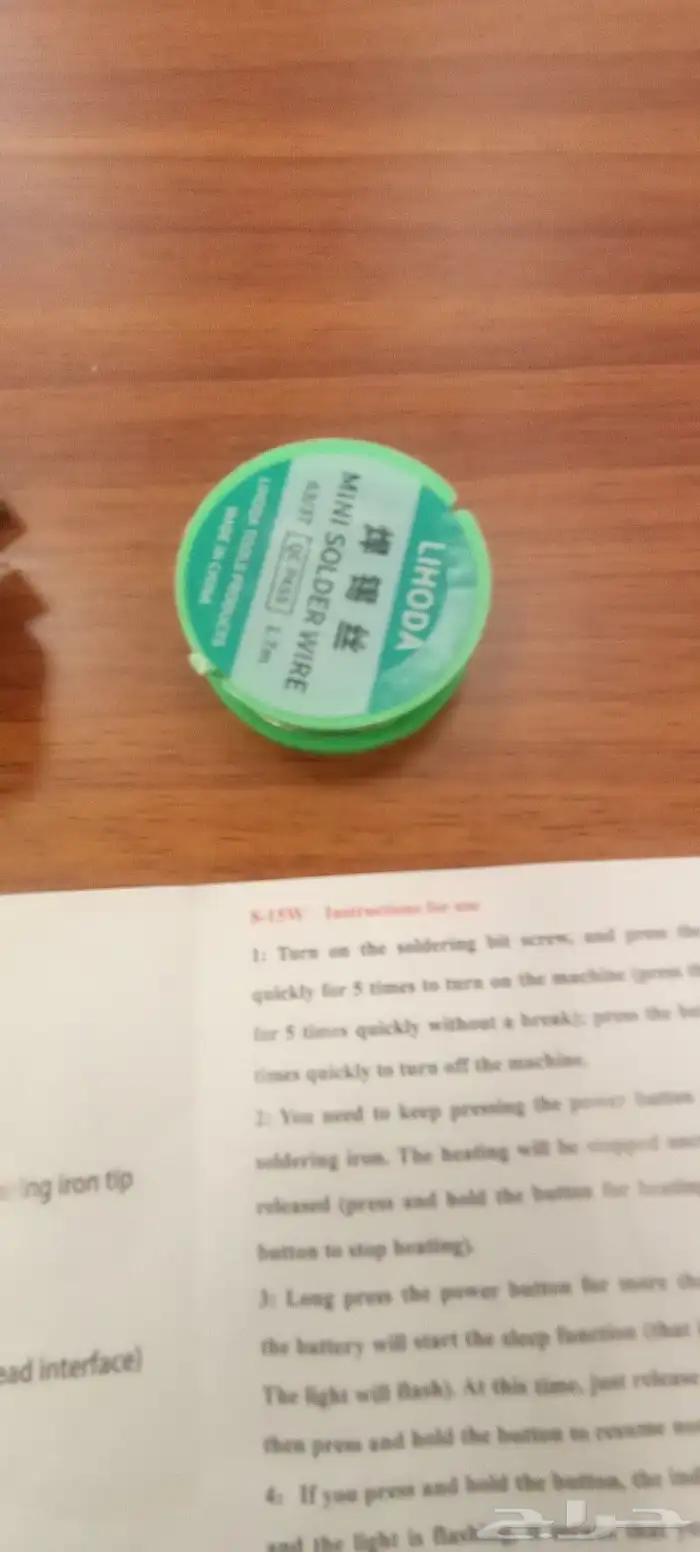 LIHODA
焊 锡 丝
MINI SOLDER WIRE
63/37 QC PASS 1.7m
LIHODA TOOLS PRODUCTS
MADE IN CHINA
8-15W Instructions for use
1: Turn on the soldering bit screw, and press the
quickly for 5 times to turn on the machine (press th
for 5 times quickly without a break); press the bu
times quickly to turn off the machine.
2: You need to keep pressing the power button
soldering iron. The heating will be stopped
released (press and hold the button for heating
button to stop heating).
3: Long press the power button for more tha
the battery will start the sleep function (that
The light will flash). At this time, just release
then press and hold the button to resume
4: If you press and hold the button, the ind
and the light is
ing iron tip
ead interface)
حراج